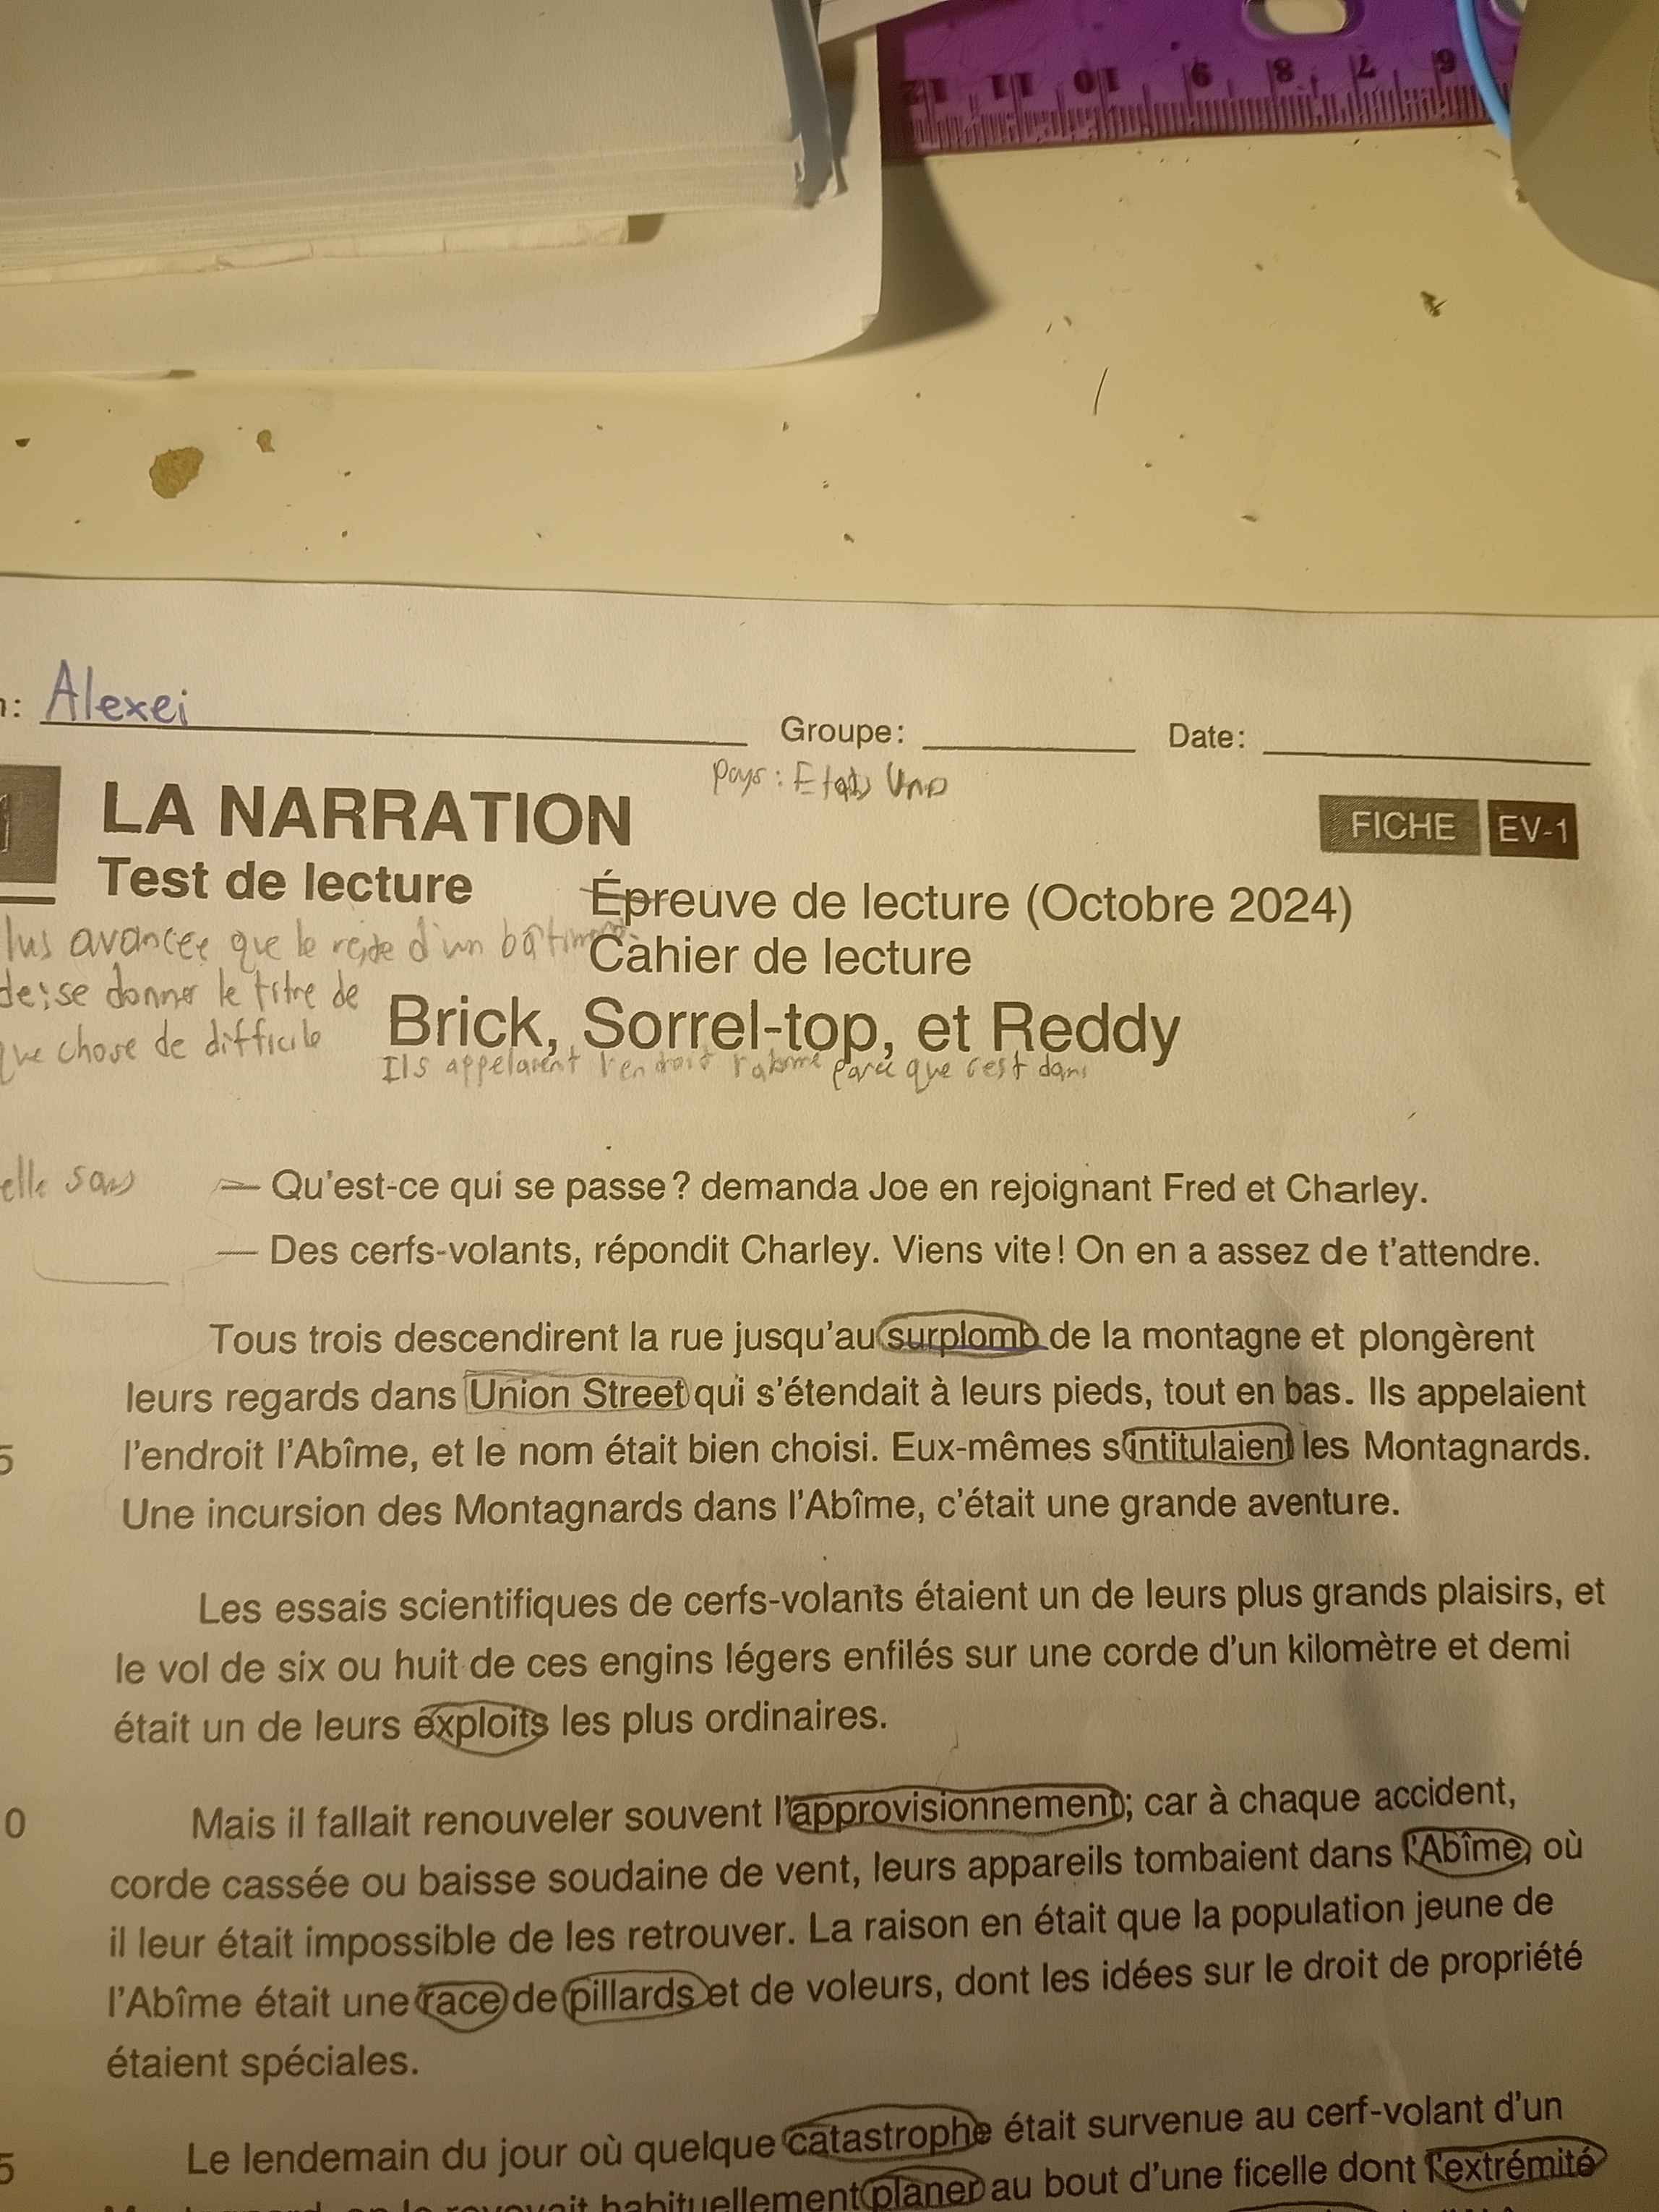 12 11 10 9 8 7 6
: Alexei
Groupe:
Date:
Pays: Etats Unis
LA NARRATION
FICHE EV-1
Test de lecture
Épreuve de lecture (Octobre 2024)
lus avancée que le reste d'un bâtiment.
Cahier de lecture
de: se donner le titre de
Brick, Sorrel-top, et Reddy
que chose de difficile
Ils appelaient l'endroit l'abîme parce que c'est dans
elle sans
— Qu'est-ce qui se passe? demanda Joe en rejoignant Fred et Charley.
— Des cerfs-volants, répondit Charley. Viens vite! On en a assez de t'attendre.
Tous trois descendirent la rue jusqu'au surplomb de la montagne et plongèrent
leurs regards dans Union Street qui s'étendait à leurs pieds, tout en bas. Ils appelaient
5 l'endroit l'Abîme, et le nom était bien choisi. Eux-mêmes s'intitulaient les Montagnards.
Une incursion des Montagnards dans l'Abîme, c'était une grande aventure.
Les essais scientifiques de cerfs-volants étaient un de leurs plus grands plaisirs, et
le vol de six ou huit de ces engins légers enfilés sur une corde d'un kilomètre et demi
était un de leurs exploits les plus ordinaires.
0 Mais il fallait renouveler souvent l'approvisionnement; car à chaque accident,
corde cassée ou baisse soudaine de vent, leurs appareils tombaient dans l'Abîme, où
il leur était impossible de les retrouver. La raison en était que la population jeune de
l'Abîme était une race de pillards et de voleurs, dont les idées sur le droit de propriété
étaient spéciales.
Le lendemain du jour où quelque catastrophe était survenue au cerf-volant d'un
5 habituellement planer au bout d'une ficelle dont l'extrémité